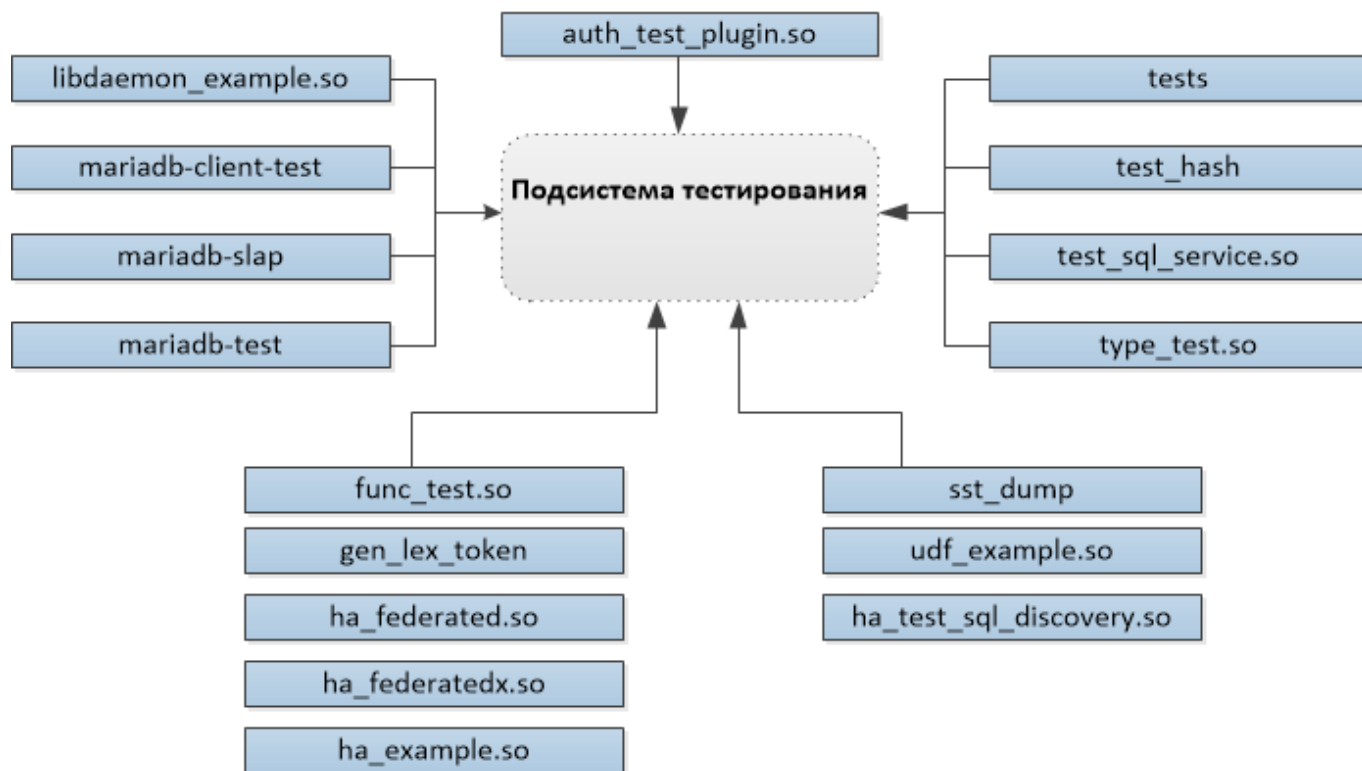 auth_test_plugin.so
libdaemon_example.so
mariadb-client-test
mariadb-slap
mariadb-test
Подсистема тестирования
tests
test_hash
test_sql_service.so
type_test.so
func_test.so
gen_lex_token
ha_federated.so
ha_federatedx.so
ha_example.so
sst_dump
udf_example.so
ha_test_sql_discovery.so